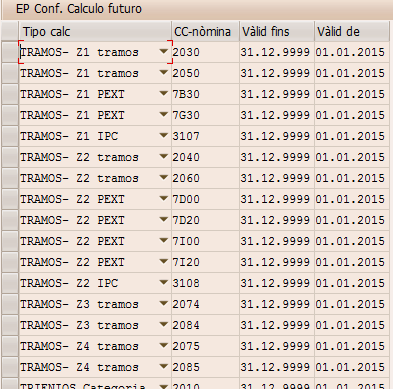 EP Conf. Calculo futuro
Tipo calc CC-nòmina Vàlid fins Vàlid de
TRAMOS- Z1 tramos 2030 31.12.9999 01.01.2015
TRAMOS- Z1 tramos 2050 31.12.9999 01.01.2015
TRAMOS- Z1 PEXT 7B30 31.12.9999 01.01.2015
TRAMOS- Z1 PEXT 7G30 31.12.9999 01.01.2015
TRAMOS- Z1 IPC 3107 31.12.9999 01.01.2015
TRAMOS- Z2 tramos 2040 31.12.9999 01.01.2015
TRAMOS- Z2 tramos 2060 31.12.9999 01.01.2015
TRAMOS- Z2 PEXT 7D00 31.12.9999 01.01.2015
TRAMOS- Z2 PEXT 7D20 31.12.9999 01.01.2015
TRAMOS- Z2 PEXT 7I00 31.12.9999 01.01.2015
TRAMOS- Z2 PEXT 7I20 31.12.9999 01.01.2015
TRAMOS- Z2 IPC 3108 31.12.9999 01.01.2015
TRAMOS- Z3 tramos 2074 31.12.9999 01.01.2015
TRAMOS- Z3 tramos 2084 31.12.9999 01.01.2015
TRAMOS- Z4 tramos 2075 31.12.9999 01.01.2015
TRAMOS- Z4 tramos 2085 31.12.9999 01.01.2015
TRIENIOS Categoria 2010 31.12.9999 01.01.2015